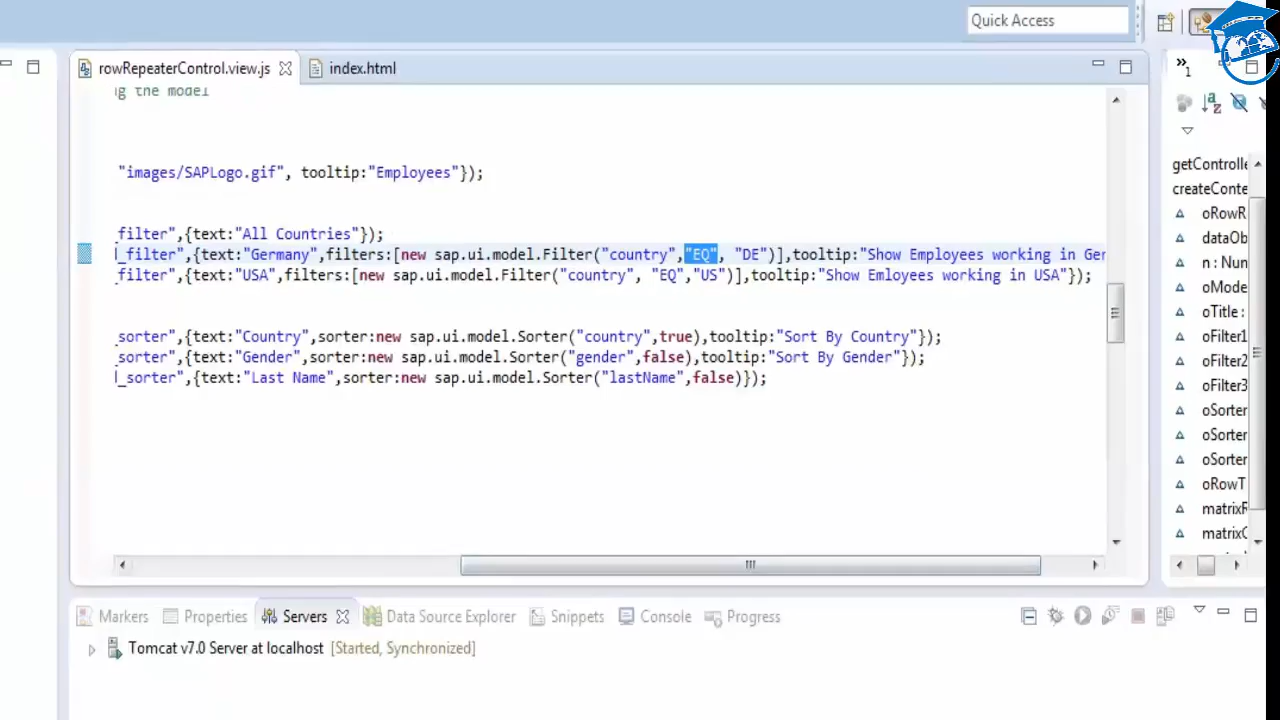 Quick Access
rowRepeaterControl.view.js
index.html
»1
ng the model
"images/SAPLogo.gif", tooltip:"Employees"});
_filter",{text:"All Countries"});
l_filter",{text:"Germany",filters:[new sap.ui.model.Filter("country","EQ", "DE")],tooltip:"Show Employees working in Ger
_filter",{text:"USA",filters:[new sap.ui.model.Filter("country", "EQ","US")],tooltip:"Show Emloyees working in USA"});
_sorter",{text:"Country",sorter:new sap.ui.model.Sorter("country",true),tooltip:"Sort By Country"});
_sorter",{text:"Gender",sorter:new sap.ui.model.Sorter("gender",false),tooltip:"Sort By Gender"});
l_sorter",{text:"Last Name",sorter:new sap.ui.model.Sorter("lastName",false)});
getControlle
createConte
oRowR
dataOb
n : Nun
oMode
oTitle :
oFilter1
oFilter2
oFilter3
oSorter
oSorter
oSorter
oRowT
matrixR
matrixC
Markers
Properties
Servers
Data Source Explorer
Snippets
Console
Progress
Tomcat v7.0 Server at localhost [Started, Synchronized]